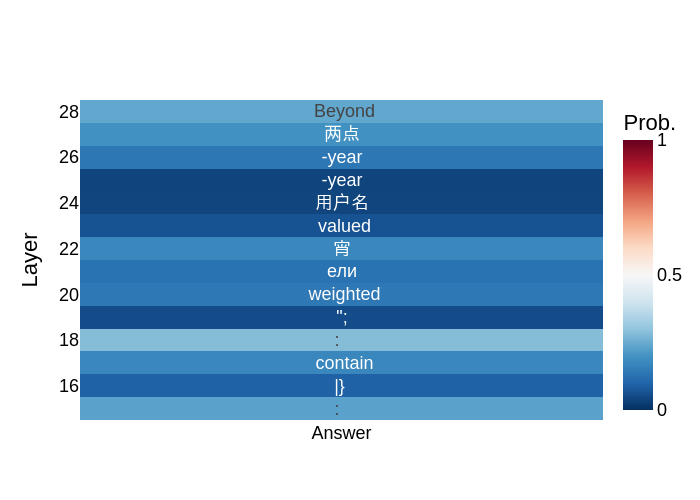 Prob.
1
0.5
0
Layer
28
26
24
22
20
18
16
Beyond
两点
-year
-year
用户名
valued
宵
ели
weighted
";
:
contain
|}
:
Answer